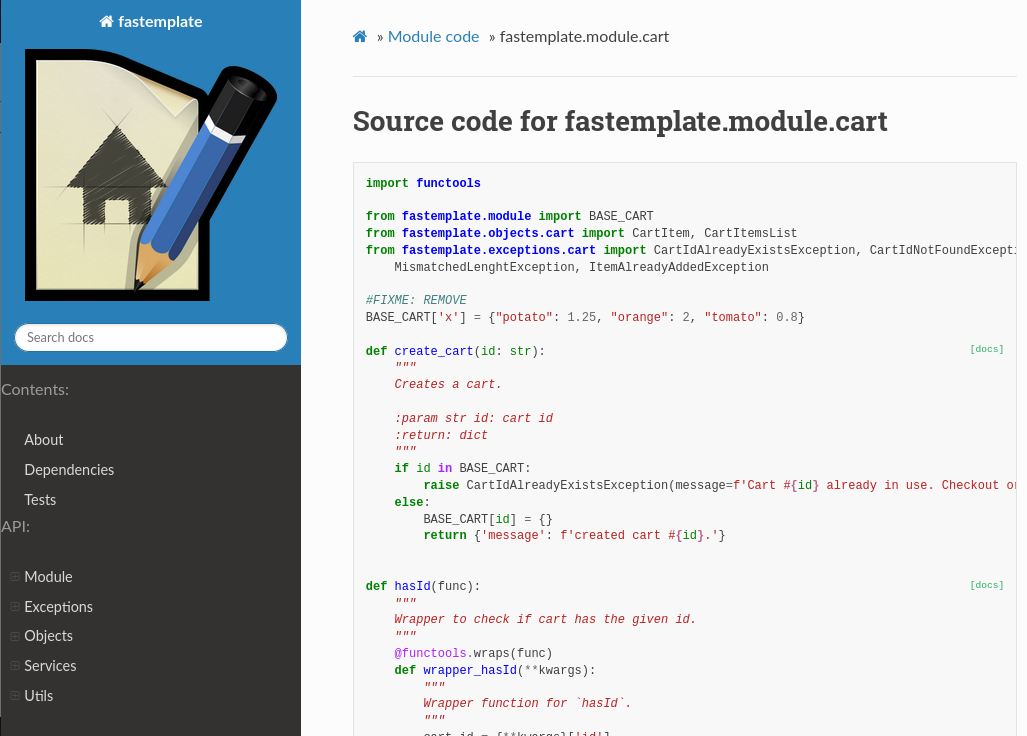 fastemplate
Search docs
Contents:
About
Dependencies
Tests
API:
Module
Exceptions
Objects
Services
Utils
» Module code » fastemplate.module.cart
Source code for fastemplate.module.cart
import functools
from fastemplate.module import BASE_CART
from fastemplate.objects.cart import CartItem, CartItemsList
from fastemplate.exceptions.cart import CartIdAlreadyExistsException, CartIdNotFoundExcepti
    MismatchedLenghtException, ItemAlreadyAddedException
#FIXME: REMOVE
BASE_CART['x'] = {"potato": 1.25, "orange": 2, "tomato": 0.8}
def create_cart(id: str): [docs]
    """
    Creates a cart.
    :param str id: cart id
    :return: dict
    """
    if id in BASE_CART:
        raise CartIdAlreadyExistsException(message=f'Cart #{id} already in use. Checkout or
    else:
        BASE_CART[id] = {}
        return {'message': f'created cart #{id}.'}
def hasId(func): [docs]
    """
    Wrapper to check if cart has the given id.
    """
    @functools.wraps(func)
    def wrapper_hasId(**kwargs):
        """
        Wrapper function for `hasId`.
        """
        cart_id = {**kwargs}['id']